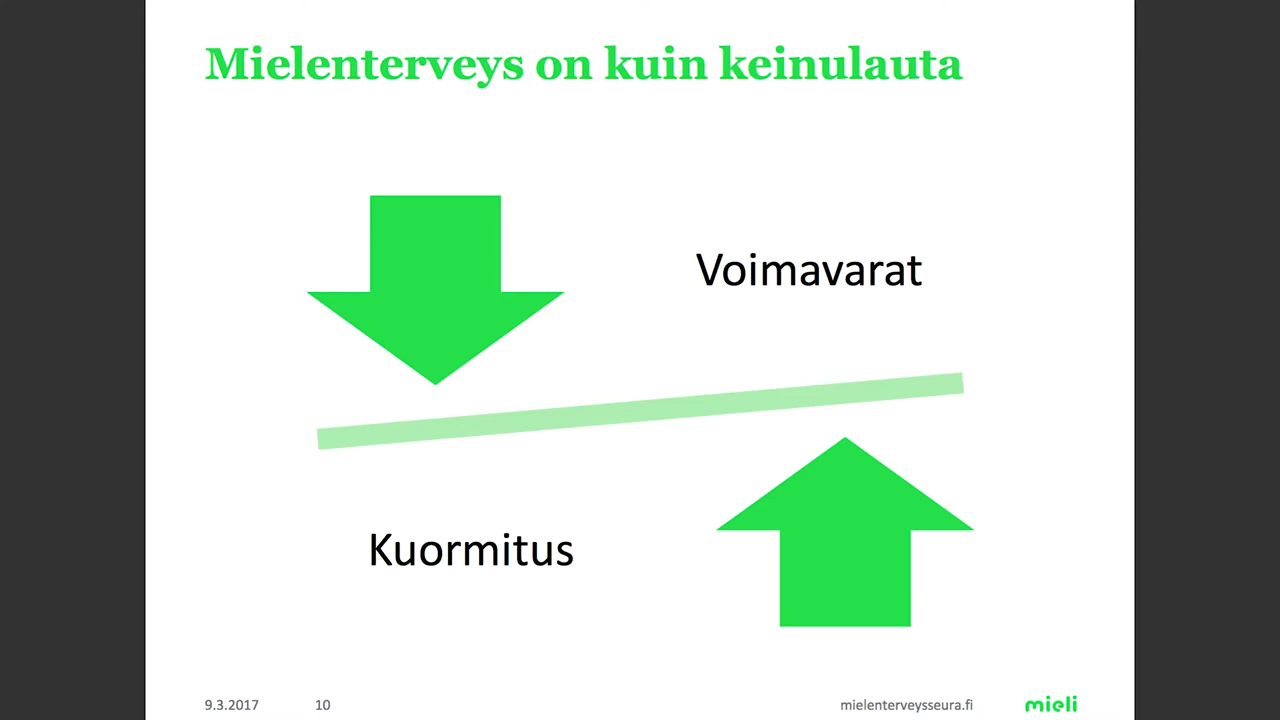 Mielenterveys on kuin keinulauta
Voimavarat
Kuormitus
9.3.2017
10
mielenterveysseura.fi
mieli